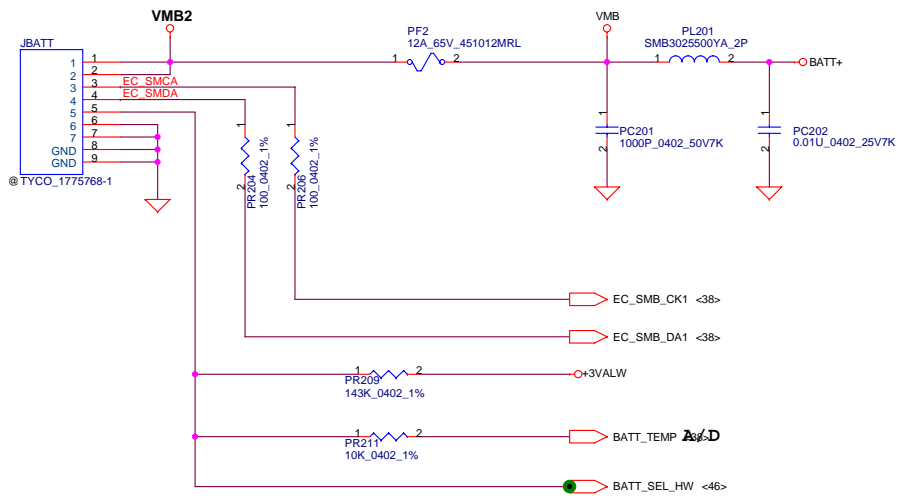 VMB2
VMB
PF2
12A_65V_451012MRL
PL201
SMB3025500YA_2P
JBATT
1 2
1 2
BATT+
1 1
2 2
3 3 EC_SMCA
4 4 EC_SMDA
5 5
6 6
7 7
GND 8
GND 9
@ TYCO_1775768-1
1
2
PR204
100_0402_1%
1
2
PR206
100_0402_1%
1
2
PC201
1000P_0402_50V7K
1
2
PC202
0.01U_0402_25V7K
EC_SMB_CK1 <38>
EC_SMB_DA1 <38>
1 2
PR209
143K_0402_1%
+3VALW
1 2
PR211
10K_0402_1%
BATT_TEMP A/D
BATT_SEL_HW <46>